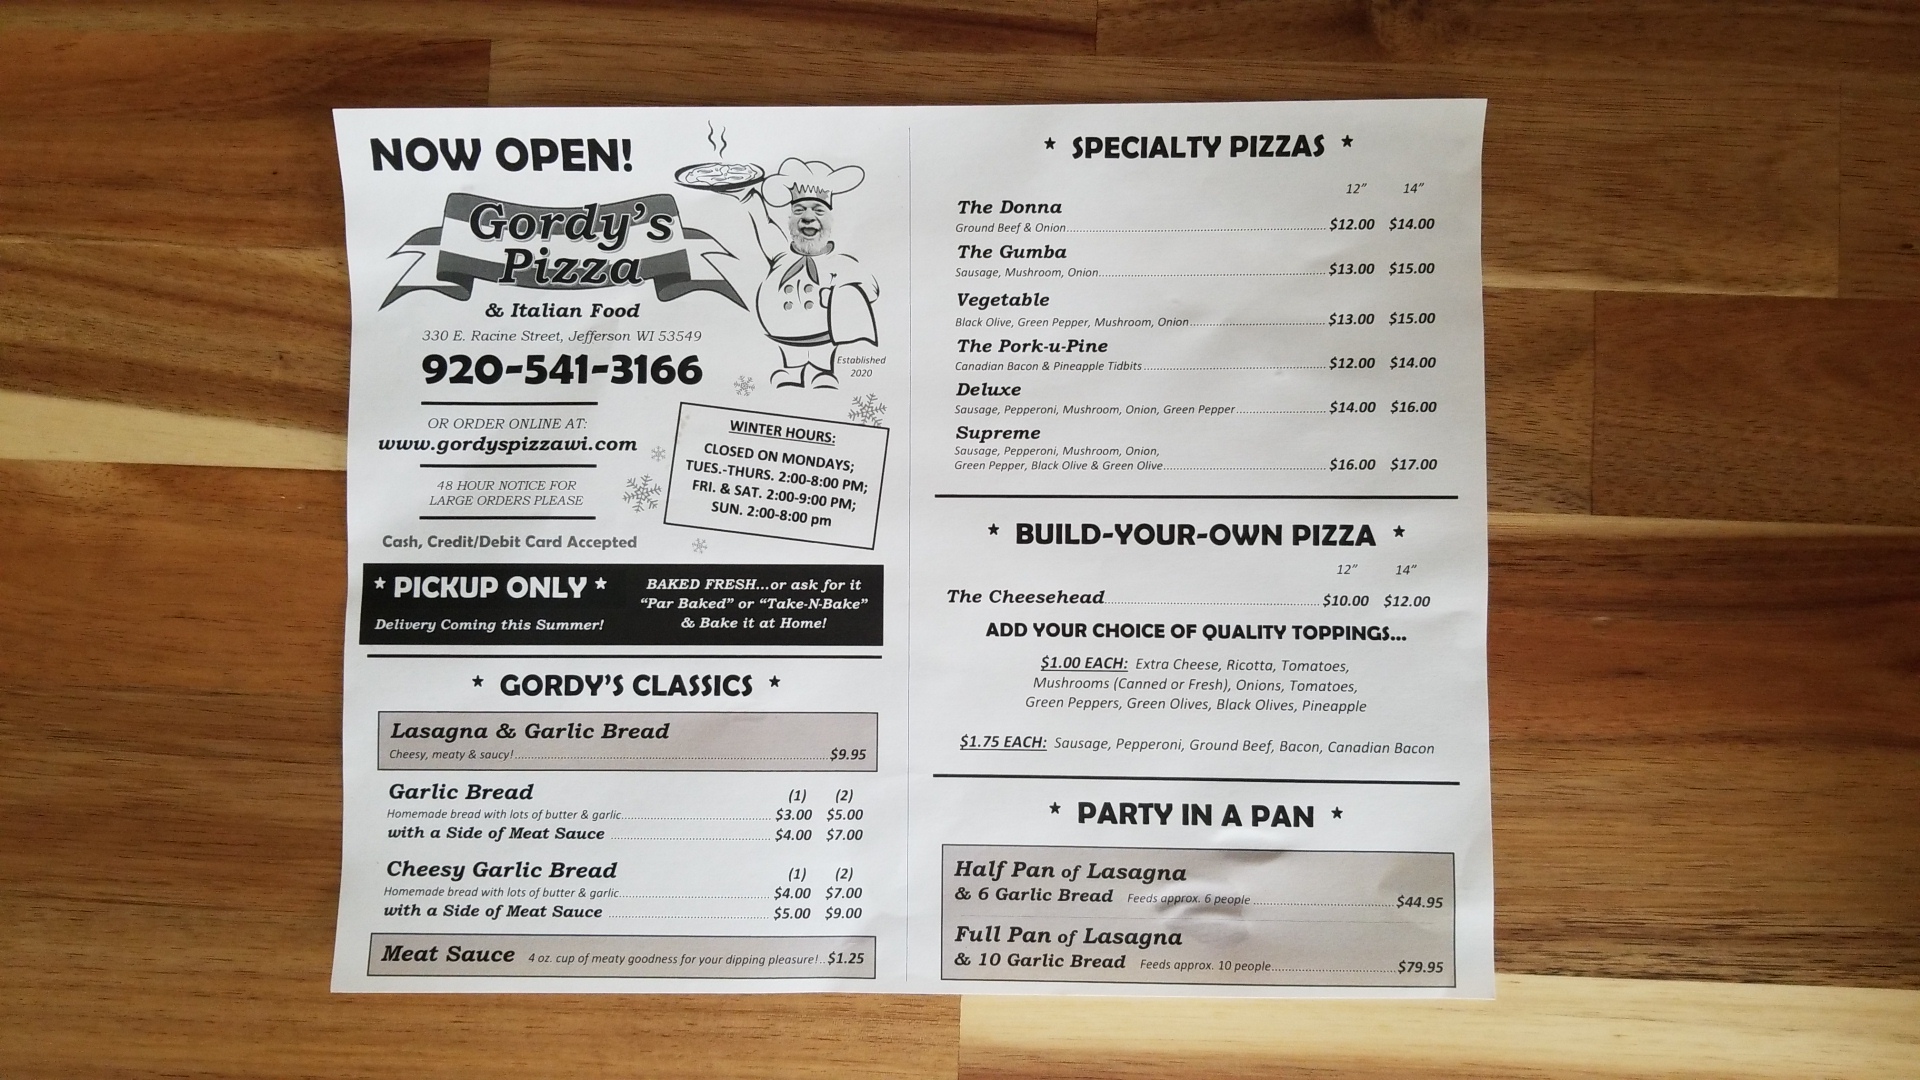 NOW OPEN!
Gordy's
Pizza
& Italian Food
330 E. Racine Street, Jefferson WI 53549
920-541-3166
Established
2020
OR ORDER ONLINE AT:
www.gordyspizzawi.com
48 HOUR NOTICE FOR
LARGE ORDERS PLEASE
Cash, Credit/Debit Card Accepted
WINTER HOURS:
CLOSED ON MONDAYS;
TUES.-THURS. 2:00-8:00 PM;
FRI. & SAT. 2:00-9:00 PM;
SUN. 2:00-8:00 pm
* PICKUP ONLY *
Delivery Coming this Summer!
BAKED FRESH...or ask for it
"Par Baked" or "Take-N-Bake"
& Bake it at Home!
* GORDY'S CLASSICS *
Lasagna & Garlic Bread
Cheesy, meaty & saucy! $9.95
Garlic Bread (1) (2)
Homemade bread with lots of butter & garlic $3.00 $5.00
with a Side of Meat Sauce $4.00 $7.00
Cheesy Garlic Bread (1) (2)
Homemade bread with lots of butter & garlic $4.00 $7.00
with a Side of Meat Sauce $5.00 $9.00
Meat Sauce 4 oz. cup of meaty goodness for your dipping pleasure! $1.25
* SPECIALTY PIZZAS *
12" 14"
The Donna
Ground Beef & Onion $12.00 $14.00
The Gumba
Sausage, Mushroom, Onion $13.00 $15.00
Vegetable
Black Olive, Green Pepper, Mushroom, Onion $13.00 $15.00
The Pork-u-Pine
Canadian Bacon & Pineapple Tidbits $12.00 $14.00
Deluxe
Sausage, Pepperoni, Mushroom, Onion, Green Pepper $14.00 $16.00
Supreme
Sausage, Pepperoni, Mushroom, Onion,
Green Pepper, Black Olive & Green Olive $16.00 $17.00
* BUILD-YOUR-OWN PIZZA *
12" 14"
The Cheesehead $10.00 $12.00
ADD YOUR CHOICE OF QUALITY TOPPINGS...
$1.00 EACH: Extra Cheese, Ricotta, Tomatoes,
Mushrooms (Canned or Fresh), Onions, Tomatoes,
Green Peppers, Green Olives, Black Olives, Pineapple
$1.75 EACH: Sausage, Pepperoni, Ground Beef, Bacon, Canadian Bacon
* PARTY IN A PAN *
Half Pan of Lasagna
& 6 Garlic Bread Feeds approx. 6 people $44.95
Full Pan of Lasagna
& 10 Garlic Bread Feeds approx. 10 people $79.95